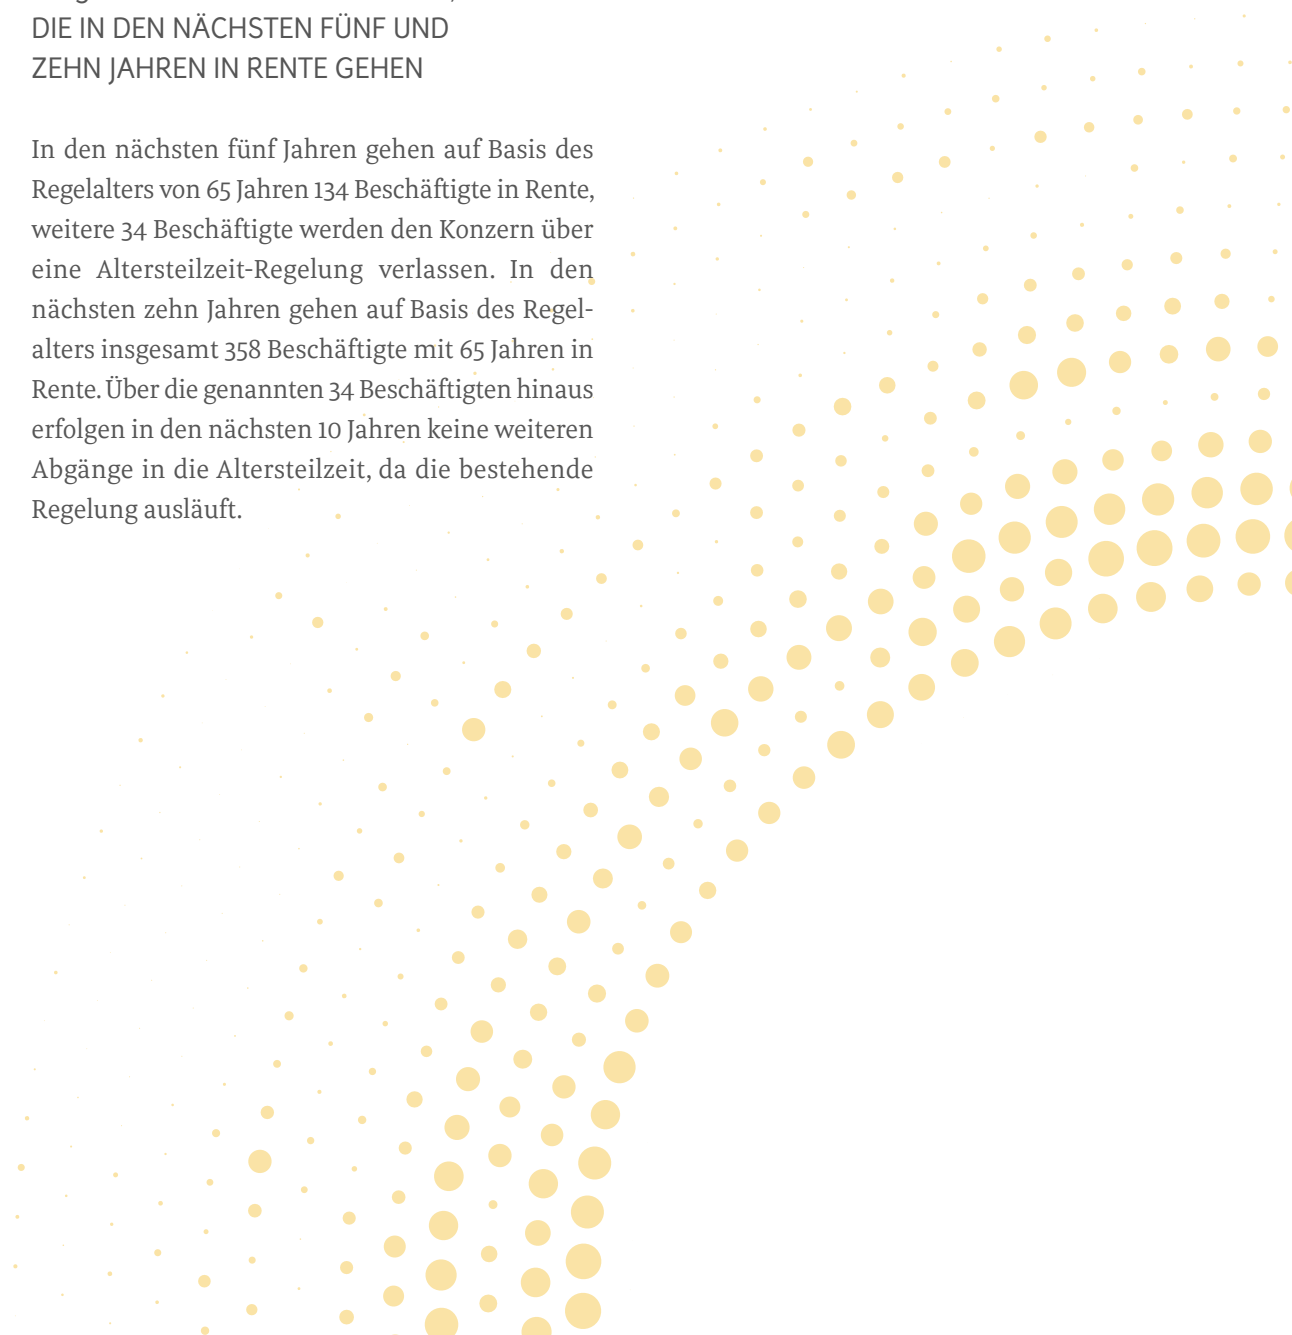 DIE IN DEN NÄCHSTEN FÜNF UND
ZEHN JAHREN IN RENTE GEHEN
In den nächsten fünf Jahren gehen auf Basis des
Regelalters von 65 Jahren 134 Beschäftigte in Rente,
weitere 34 Beschäftigte werden den Konzern über
eine Altersteilzeit-Regelung verlassen. In den
nächsten zehn Jahren gehen auf Basis des Regel-
alters insgesamt 358 Beschäftigte mit 65 Jahren in
Rente. Über die genannten 34 Beschäftigten hinaus
erfolgen in den nächsten 10 Jahren keine weiteren
Abgänge in die Altersteilzeit, da die bestehende
Regelung ausläuft.